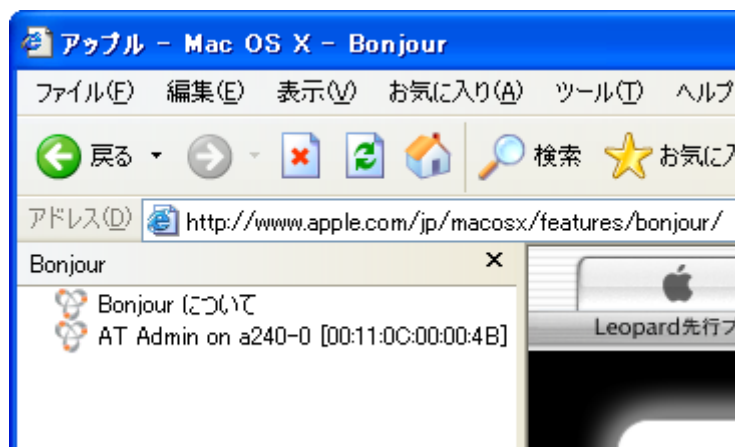 アップル - Mac OS X - Bonjour
ファイル(F) 編集(E) 表示(V) お気に入り(A) ツール(T) ヘルプ
戻る 検索 お気に入
アドレス(D) http://www.apple.com/jp/macosx/features/bonjour/
Bonjour
Bonjour について
AT Admin on a240-0 [00:11:0C:00:00:4B]
Leopard先行プ